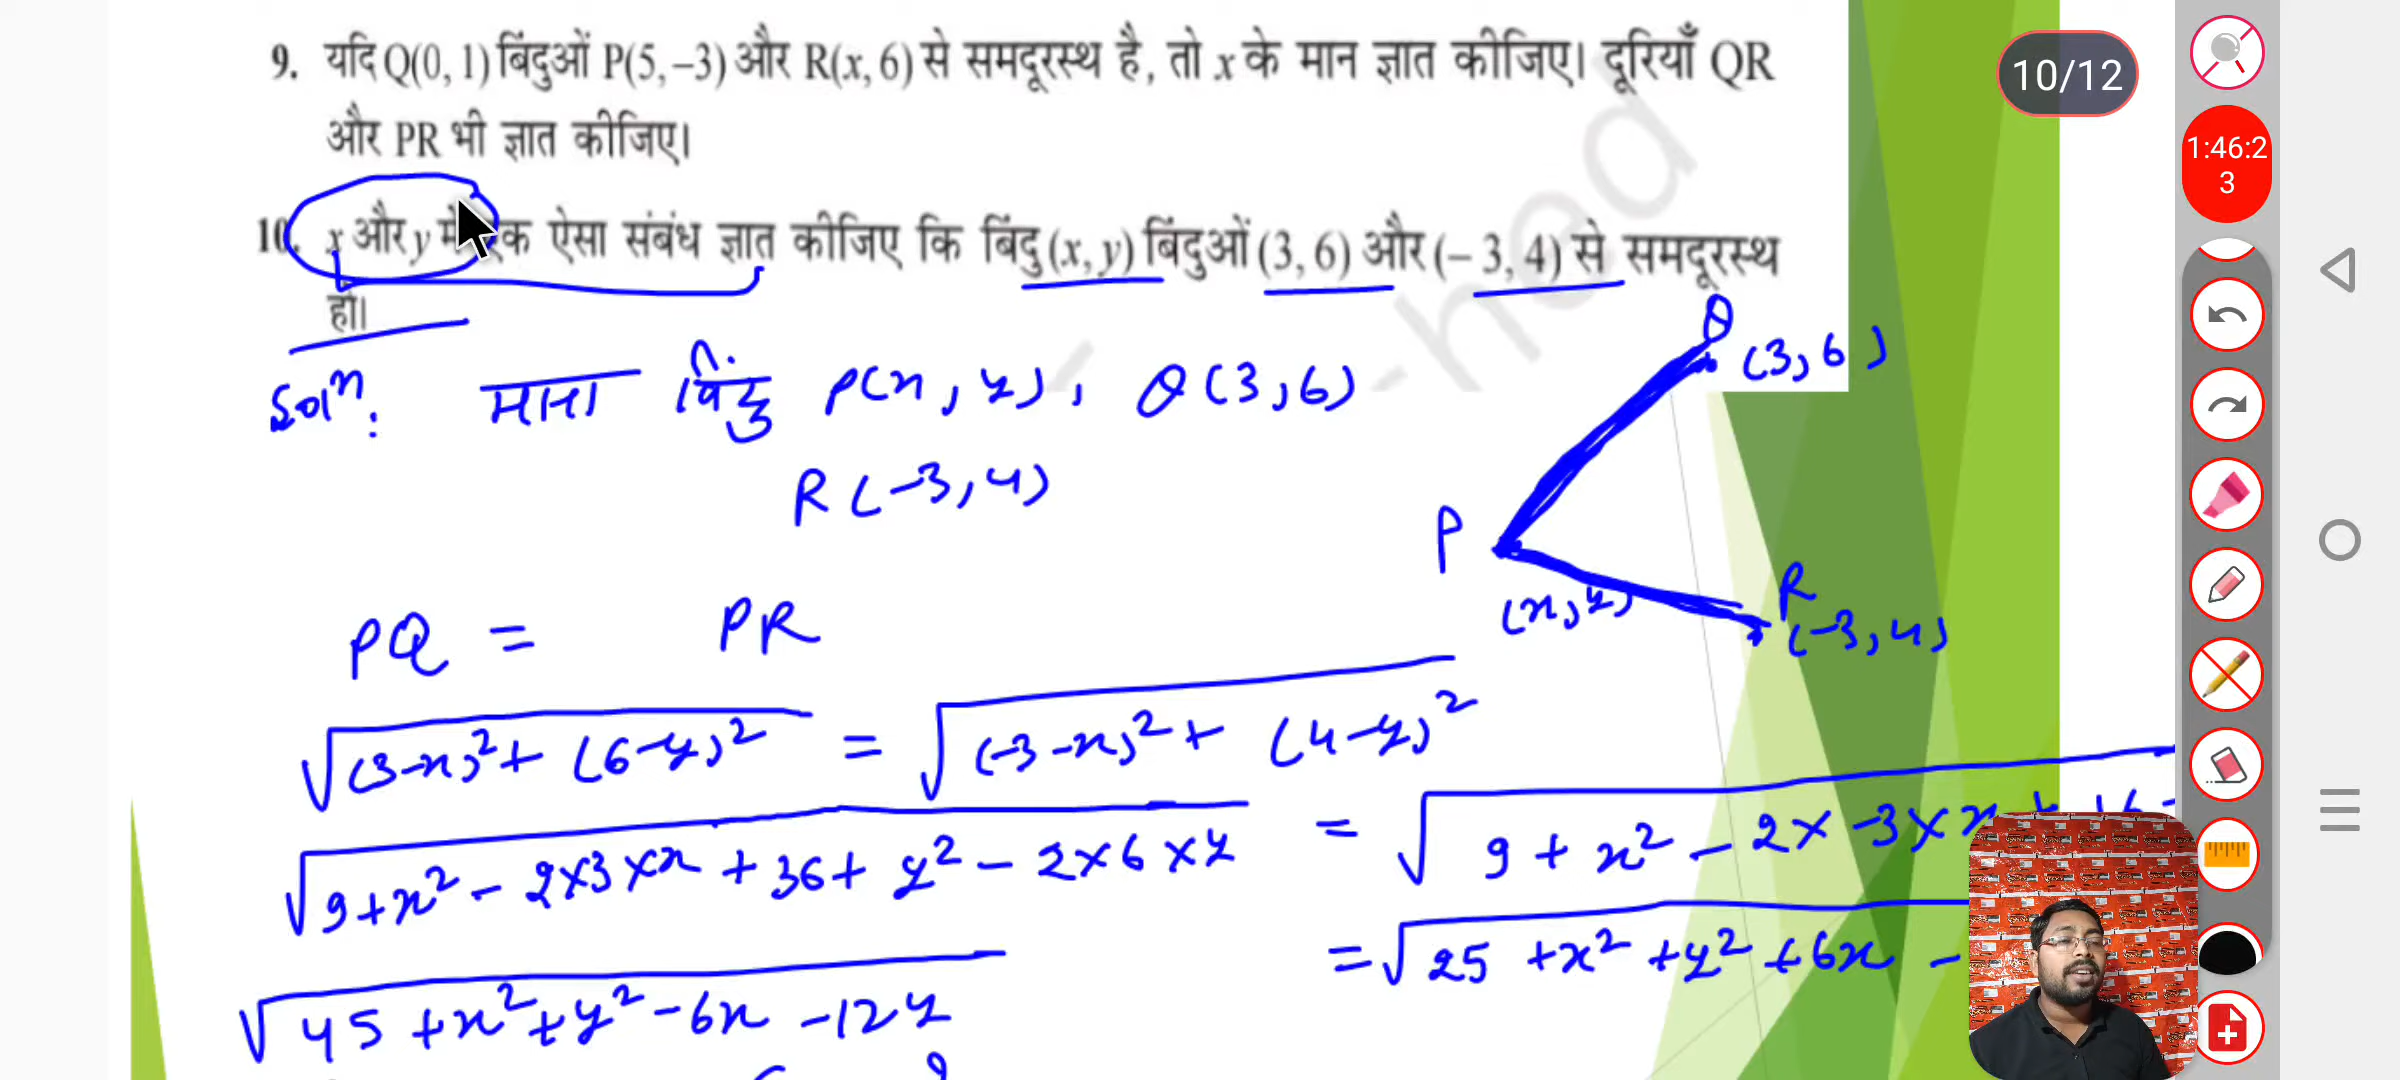 9. यदि Q(0, 1) बिंदुओं P(5, –3) और R(x, 6) से समदूरस्थ है, तो x के मान ज्ञात कीजिए। दूरियाँ QR
और PR भी ज्ञात कीजिए।
10. x और y में एक ऐसा संबंध ज्ञात कीजिए कि बिंदु (x, y) बिंदुओं (3, 6) और (– 3, 4) से समदूरस्थ
हो।
10/12
1:46:2
3
Solⁿ: माना बिंदु P(x, y), Q(3, 6)
R(-3, 4)
Q
(3, 6)
P
(x, y)
R
(-3, 4)
PQ = PR
√(3-x)² + (6-y)² = √(-3-x)² + (4-y)²
√9+x² - 2×3×x + 36 + y² - 2×6×y = √9 + x² - 2×-3×x + 16
√45 +x²+y² -6x -12y = √25 +x² +y² +6x -